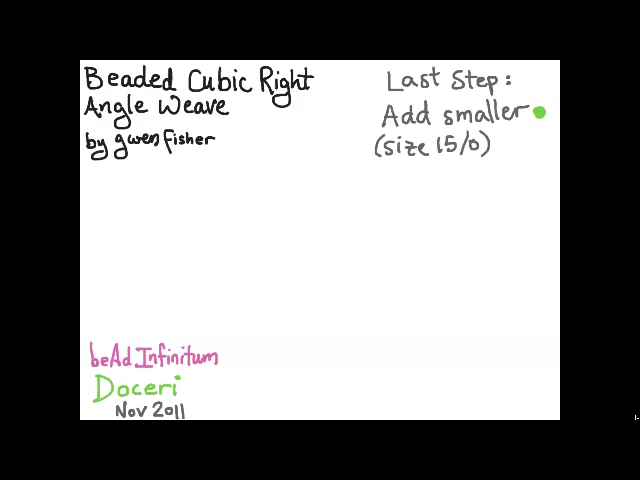 Beaded Cubic Right
Angle Weave
by gwen fisher
Last Step:
Add smaller
(size 15/0)
beAd Infinitum
Doceri
Nov 2011